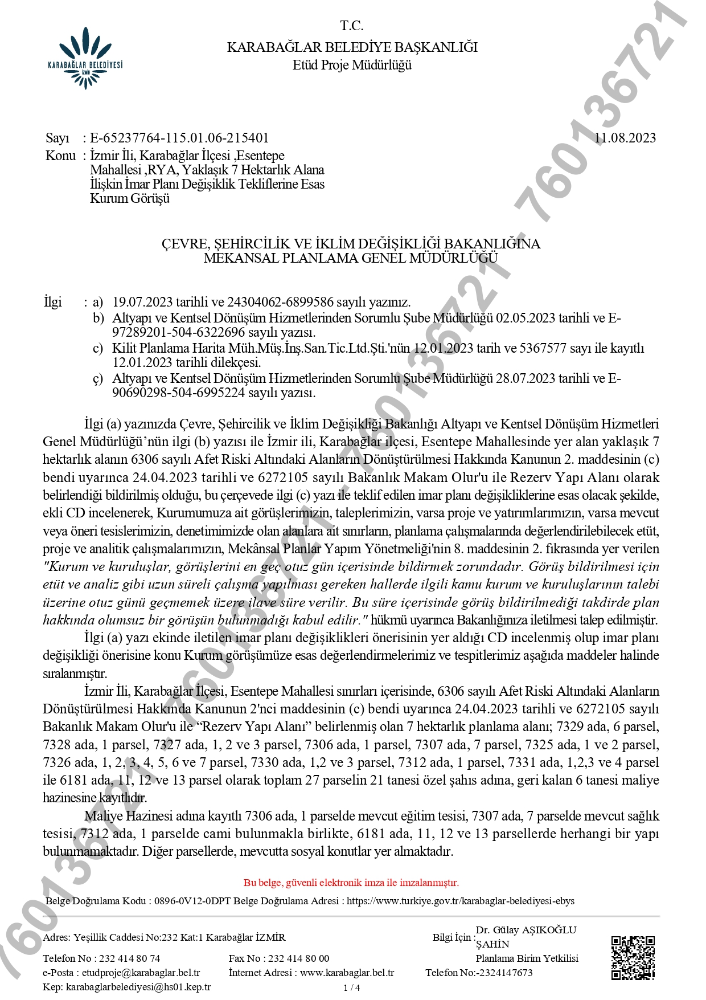 T.C.
KARABAĞLAR BELEDİYE BAŞKANLIĞI
Etüd Proje Müdürlüğü
KARABAĞLAR BELEDİYESİ
İZMİR
Sayı : E-65237764-115.01.06-215401 11.08.2023
Konu : İzmir İli, Karabağlar İlçesi ,Esentepe
Mahallesi ,RYA, Yaklaşık 7 Hektarlık Alana
İlişkin İmar Planı Değişiklik Tekliflerine Esas
Kurum Görüşü
ÇEVRE, ŞEHİRCİLİK VE İKLİM DEĞİŞİKLİĞİ BAKANLIĞINA
MEKANSAL PLANLAMA GENEL MÜDÜRLÜĞÜ
İlgi : a) 19.07.2023 tarihli ve 24304062-6899586 sayılı yazınız.
b) Altyapı ve Kentsel Dönüşüm Hizmetlerinden Sorumlu Şube Müdürlüğü 02.05.2023 tarihli ve E-
97289201-504-6322696 sayılı yazısı.
c) Kilit Planlama Harita Müh.Müş.İnş.San.Tic.Ltd.Şti.'nün 12.01.2023 tarih ve 5367577 sayı ile kayıtlı
12.01.2023 tarihli dilekçesi.
ç) Altyapı ve Kentsel Dönüşüm Hizmetlerinden Sorumlu Şube Müdürlüğü 28.07.2023 tarihli ve E-
90690298-504-6995224 sayılı yazısı.
İlgi (a) yazınızda Çevre, Şehircilik ve İklim Değişikliği Bakanlığı Altyapı ve Kentsel Dönüşüm Hizmetleri
Genel Müdürlüğü’nün ilgi (b) yazısı ile İzmir ili, Karabağlar ilçesi, Esentepe Mahallesinde yer alan yaklaşık 7
hektarlık alanın 6306 sayılı Afet Riski Altındaki Alanların Dönüştürülmesi Hakkında Kanunun 2. maddesinin (c)
bendi uyarınca 24.04.2023 tarihli ve 6272105 sayılı Bakanlık Makam Olur'u ile Rezerv Yapı Alanı olarak
belirlendiği bildirilmiş olduğu, bu çerçevede ilgi (c) yazı ile teklif edilen imar planı değişikliklerine esas olacak şekilde,
ekli CD incelenerek, Kurumumuza ait görüşlerimizin, taleplerimizin, varsa proje ve yatırımlarımızın, varsa mevcut
veya öneri tesislerimizin, denetimimizde olan alanlara ait sınırların, planlama çalışmalarında değerlendirilebilecek etüt,
proje ve analitik çalışmalarımızın, Mekânsal Planlar Yapım Yönetmeliği'nin 8. maddesinin 2. fıkrasında yer verilen
"Kurum ve kuruluşlar, görüşlerini en geç otuz gün içerisinde bildirmek zorundadır. Görüş bildirilmesi için
etüt ve analiz gibi uzun süreli çalışma yapılması gereken hallerde ilgili kamu kurum ve kuruluşlarının talebi
üzerine otuz günü geçmemek üzere ilave süre verilir. Bu süre içerisinde görüş bildirilmediği takdirde plan
hakkında olumsuz bir görüşün bulunmadığı kabul edilir." hükmü uyarınca Bakanlığınıza iletilmesi talep edilmiştir.
İlgi (a) yazı ekinde iletilen imar planı değişiklikleri önerisinin yer aldığı CD incelenmiş olup imar planı
değişikliği önerisine konu Kurum görüşümüze esas değerlendirmelerimiz ve tespitlerimiz aşağıda maddeler halinde
sıralanmıştır.
İzmir İli, Karabağlar İlçesi, Esentepe Mahallesi sınırları içerisinde, 6306 sayılı Afet Riski Altındaki Alanların
Dönüştürülmesi Hakkında Kanunun 2'nci maddesinin (c) bendi uyarınca 24.04.2023 tarihli ve 6272105 sayılı
Bakanlık Makam Olur'u ile “Rezerv Yapı Alanı” belirlenmiş olan 7 hektarlık planlama alanı; 7329 ada, 6 parsel,
7328 ada, 1 parsel, 7327 ada, 1, 2 ve 3 parsel, 7306 ada, 1 parsel, 7307 ada, 7 parsel, 7325 ada, 1 ve 2 parsel,
7326 ada, 1, 2, 3, 4, 5, 6 ve 7 parsel, 7330 ada, 1,2 ve 3 parsel, 7312 ada, 1 parsel, 7331 ada, 1,2,3 ve 4 parsel
ile 6181 ada, 11, 12 ve 13 parsel olarak toplam 27 parselin 21 tanesi özel şahıs adına, geri kalan 6 tanesi maliye
hazinesine kayıtlıdır.
Maliye Hazinesi adına kayıtlı 7306 ada, 1 parselde mevcut eğitim tesisi, 7307 ada, 7 parselde mevcut sağlık
tesisi, 7312 ada, 1 parselde cami bulunmakla birlikte, 6181 ada, 11, 12 ve 13 parsellerde herhangi bir yapı
bulunmamaktadır. Diğer parsellerde, mevcutta sosyal konutlar yer almaktadır.
760136721 - 760136721 - 760136721 - 760136721 - 760136721
Bu belge, güvenli elektronik imza ile imzalanmıştır.
Belge Doğrulama Kodu : 0896-0V12-0DPT Belge Doğrulama Adresi : https://www.turkiye.gov.tr/karabaglar-belediyesi-ebys
Adres: Yeşillik Caddesi No:232 Kat:1 Karabağlar İZMİR Bilgi İçin : Dr. Gülay AŞIKOĞLU
ŞAHİN
Telefon No : 232 414 80 74 Fax No : 232 414 80 00 Planlama Birim Yetkilisi
e-Posta : etudproje@karabaglar.bel.tr İnternet Adresi : www.karabaglar.bel.tr Telefon No:-2324147673
Kep: karabaglarbelediyesi@hs01.kep.tr 1 / 4